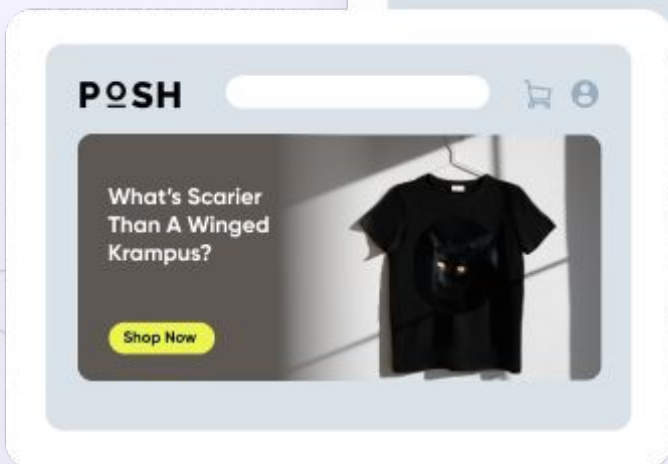 POSH
What's Scarier
Than A Winged
Krampus?
Shop Now